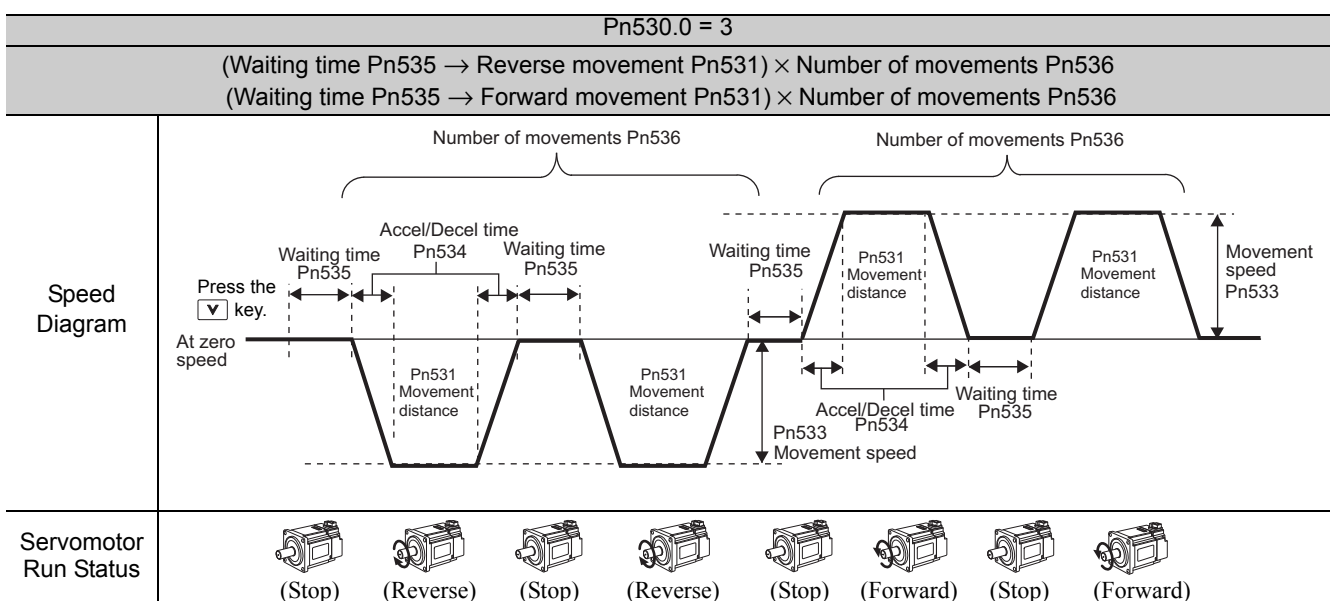 Pn530.0 = 3
(Waiting time Pn535 → Reverse movement Pn531) × Number of movements Pn536
(Waiting time Pn535 → Forward movement Pn531) × Number of movements Pn536
Speed
Diagram
Number of movements Pn536
Number of movements Pn536
Press the
∨ key.
At zero
speed
Waiting time
Pn535
Accel/Decel time
Pn534
Waiting time
Pn535
Pn531
Movement
distance
Pn531
Movement
distance
Waiting time
Pn535
Pn533
Movement speed
Pn531
Movement
distance
Accel/Decel time
Pn534
Waiting time
Pn535
Pn531
Movement
distance
Movement
speed
Pn533
Servomotor
Run Status
(Stop) (Reverse) (Stop) (Reverse) (Stop) (Forward) (Stop) (Forward)